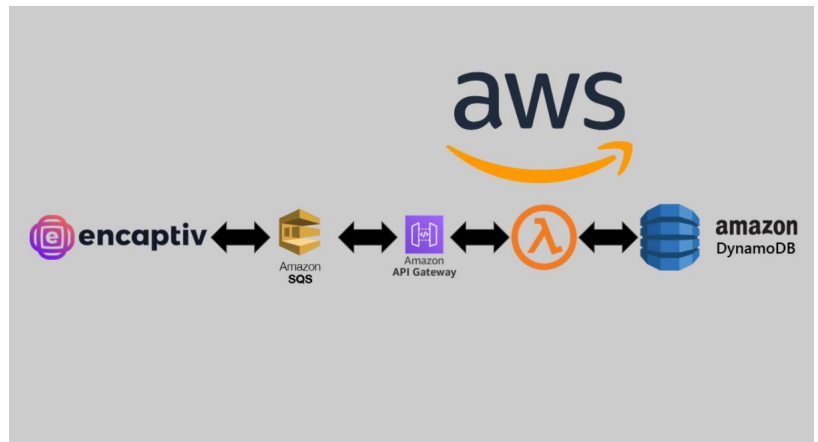 aws
encaptiv
Amazon
SQS
Amazon
API Gateway
λ
amazon
DynamoDB